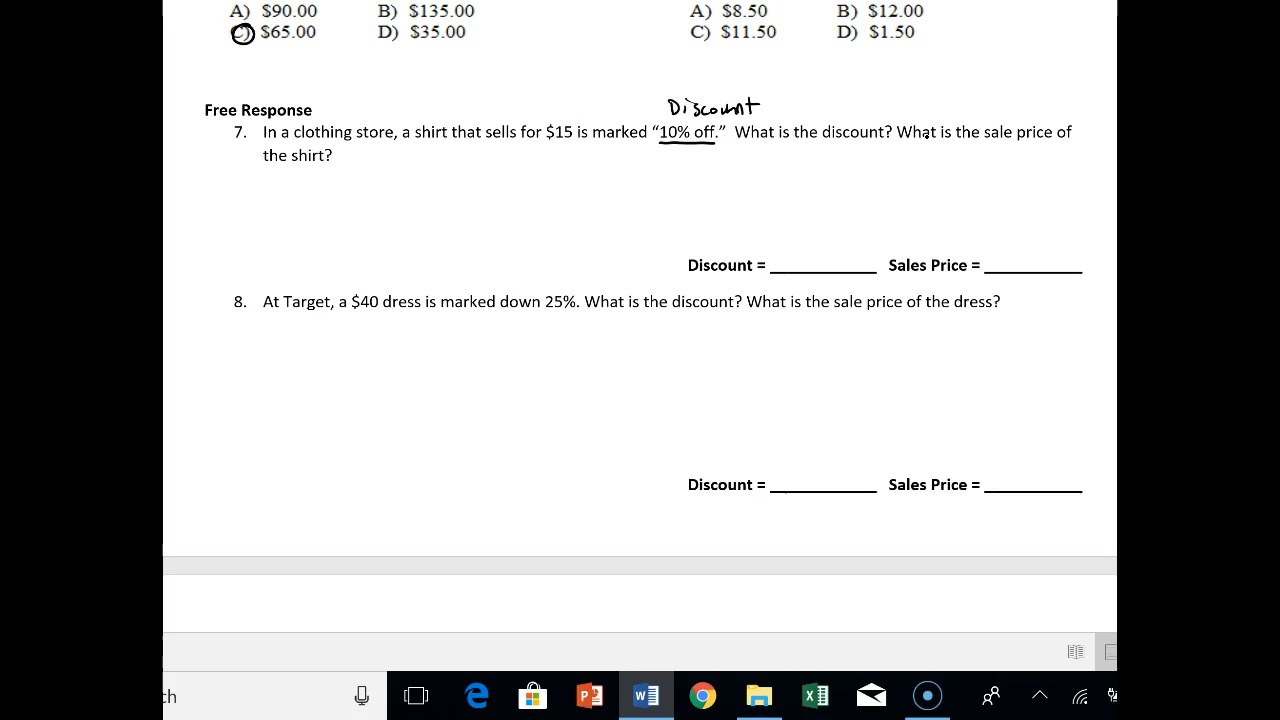 A) $90.00 B) $135.00 A) $8.50 B) $12.00
C) $65.00 D) $35.00 C) $11.50 D) $1.50
Discount
Free Response
7. In a clothing store, a shirt that sells for $15 is marked “10% off.” What is the discount? What is the sale price of
the shirt?
Discount = ____________ Sales Price = ___________
8. At Target, a $40 dress is marked down 25%. What is the discount? What is the sale price of the dress?
Discount = ____________ Sales Price = ___________
ch